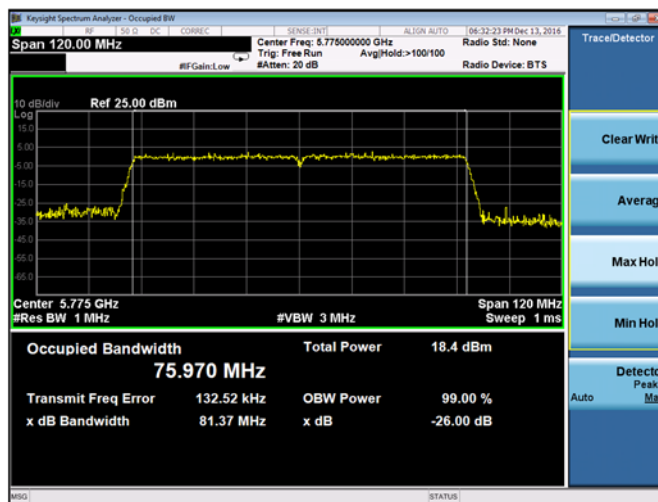 Keysight Spectrum Analyzer - Occupied BW
RF 50 Ω DC CORREC SENSE:INT ALIGN AUTO 06:32:23 PM Dec 13, 2016
Span 120.00 MHz
Center Freq: 5.775000000 GHz
Radio Std: None
Trace/Detector
Trig: Free Run Avg|Hold:>100/100
#IFGain:Low #Atten: 20 dB Radio Device: BTS
10 dB/div Ref 25.00 dBm
Log
15.0
5.00
-5.00
-15.0
-25.0
-35.0
-45.0
-55.0
-65.0
Clear Writ
Averag
Max Hol
Min Hol
Center 5.775 GHz Span 120 MHz
#Res BW 1 MHz #VBW 3 MHz Sweep 1 ms
Occupied Bandwidth Total Power 18.4 dBm
75.970 MHz
Transmit Freq Error 132.52 kHz OBW Power 99.00 %
x dB Bandwidth 81.37 MHz x dB -26.00 dB
Detecto
Peak
Auto Ma
MSG STATUS